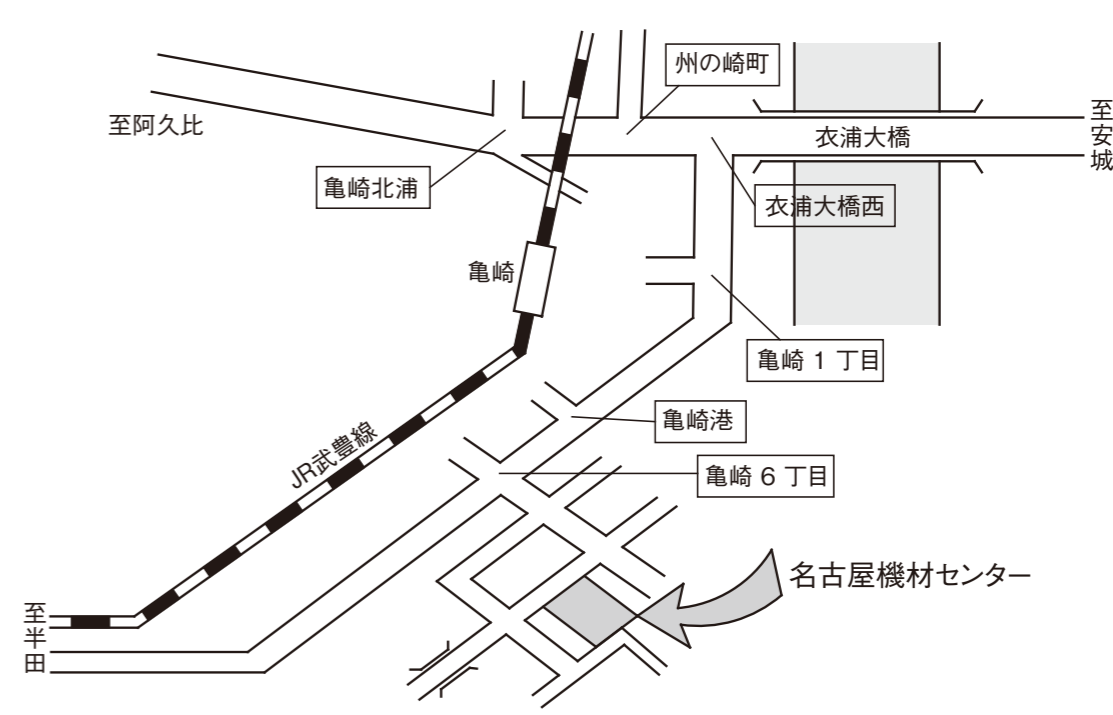 州の崎町
至阿久比
衣浦大橋
至安城
亀崎北浦
衣浦大橋西
亀崎
亀崎 1 丁目
亀崎港
JR武豊線
亀崎 6 丁目
名古屋機材センター
至半田